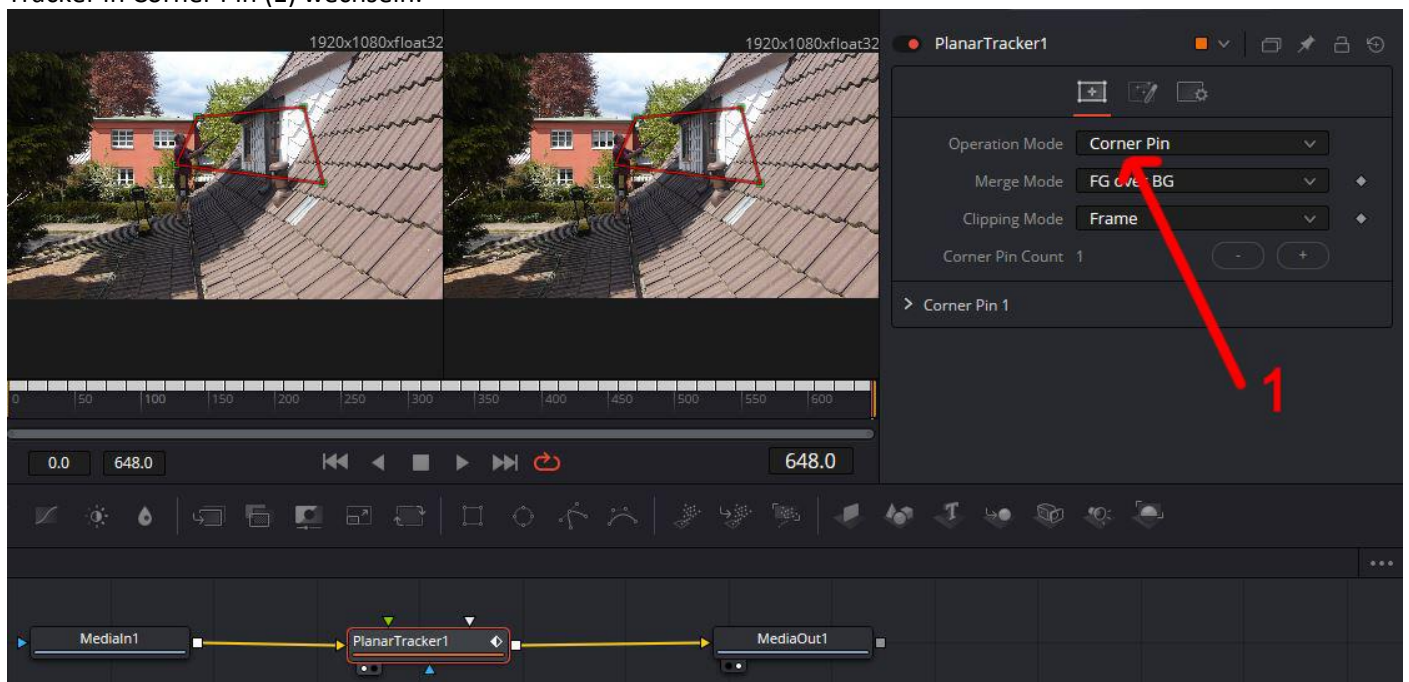 Tracker in Corner Pin (1) wechseln.
1920x1080xfloat32 1920x1080xfloat32 PlanarTracker1
Operation Mode Corner Pin
Merge Mode FG over BG
Clipping Mode Frame
Corner Pin Count 1 - +
> Corner Pin 1
1
0 50 100 150 200 250 300 350 400 450 500 550 600
0.0 648.0 648.0
T
MediaIn1 PlanarTracker1 MediaOut1